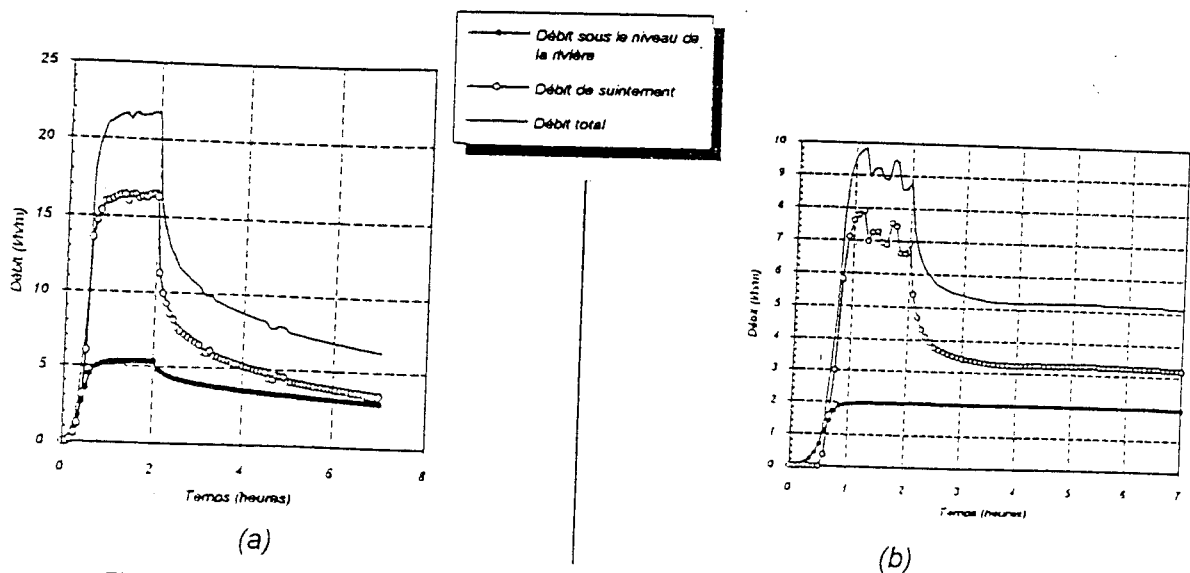 Débit sous le niveau de
la rivière
Débit de suintement
Débit total
25
20
15
10
5
0
Débit (l/h/m)
0 2 4 6 8
Temps (heures)
(a)
10
9
8
7
6
5
4
3
2
1
0
Débit (l/h/m)
0 1 2 3 4 5 6 7
Temps (heures)
(b)